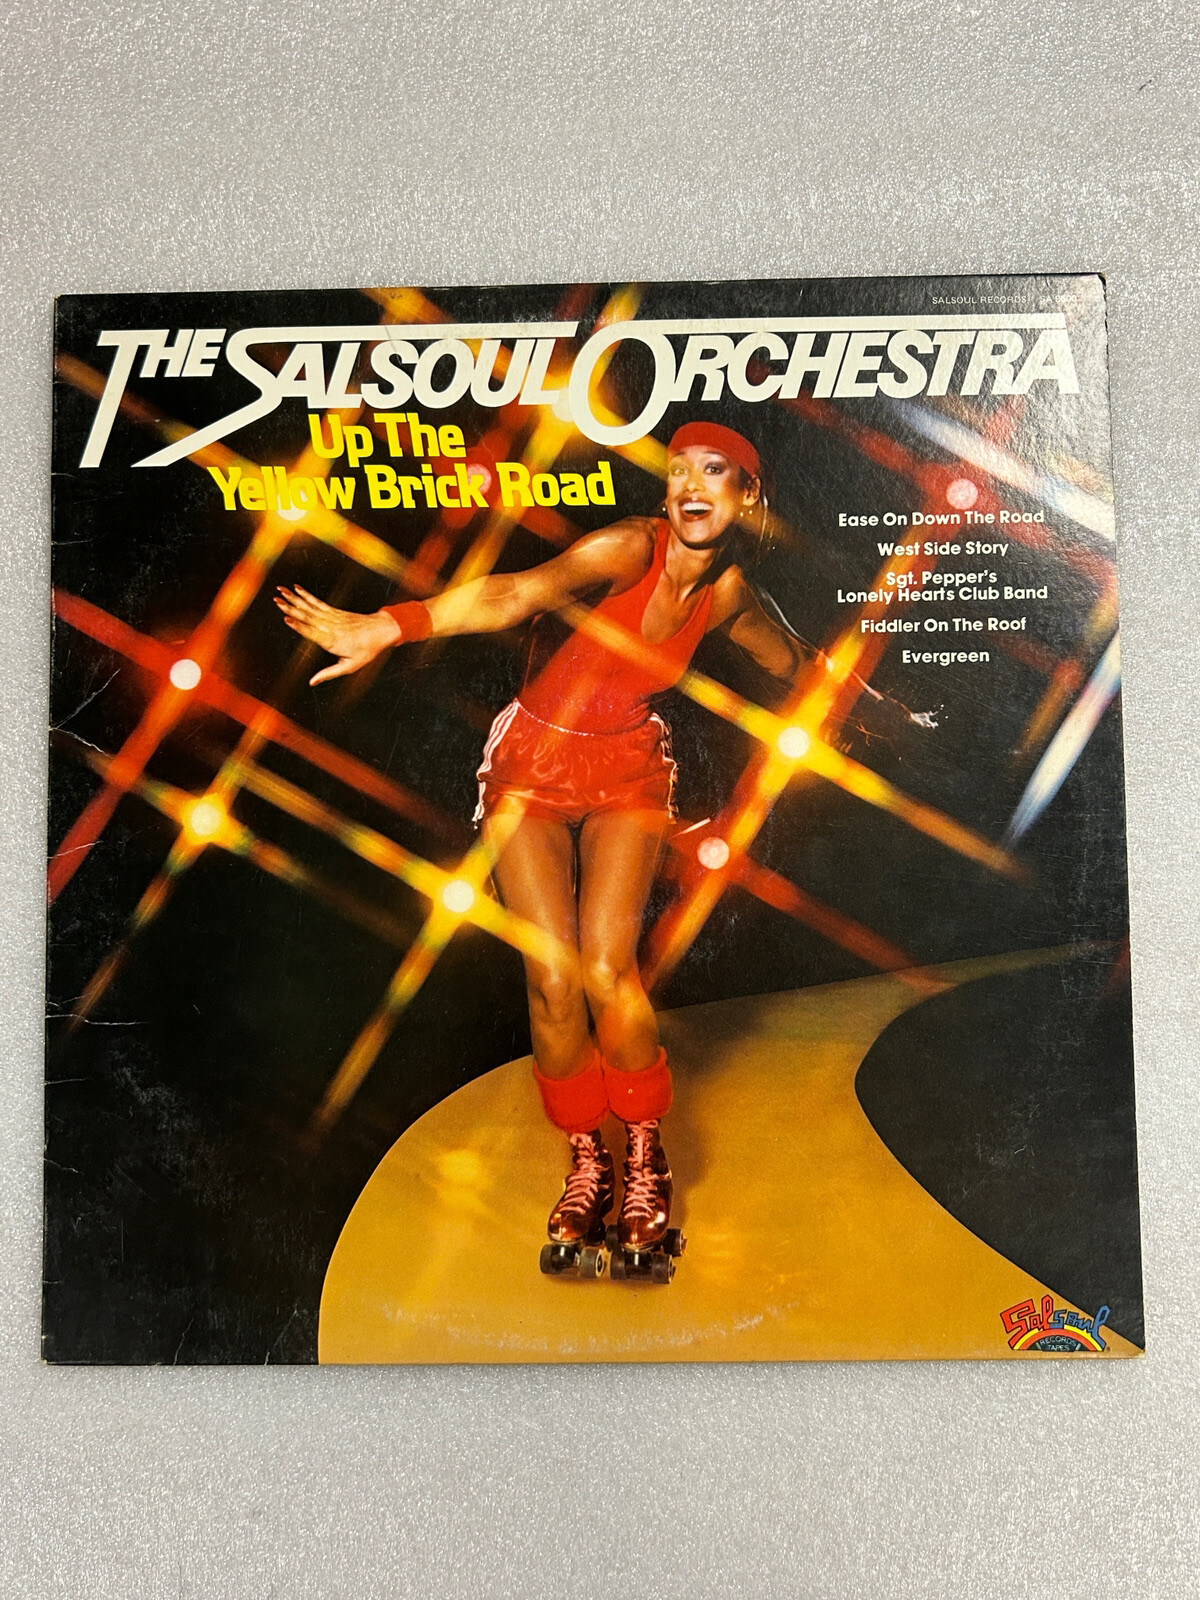 SALSOUL RECORDS
THE SALSOUL ORCHESTRA
Up The
Yellow Brick Road
Ease On Down The Road
West Side Story
Sgt. Pepper's
Lonely Hearts Club Band
Fiddler On The Roof
Evergreen
Salsoul
RECORDS
TAPES